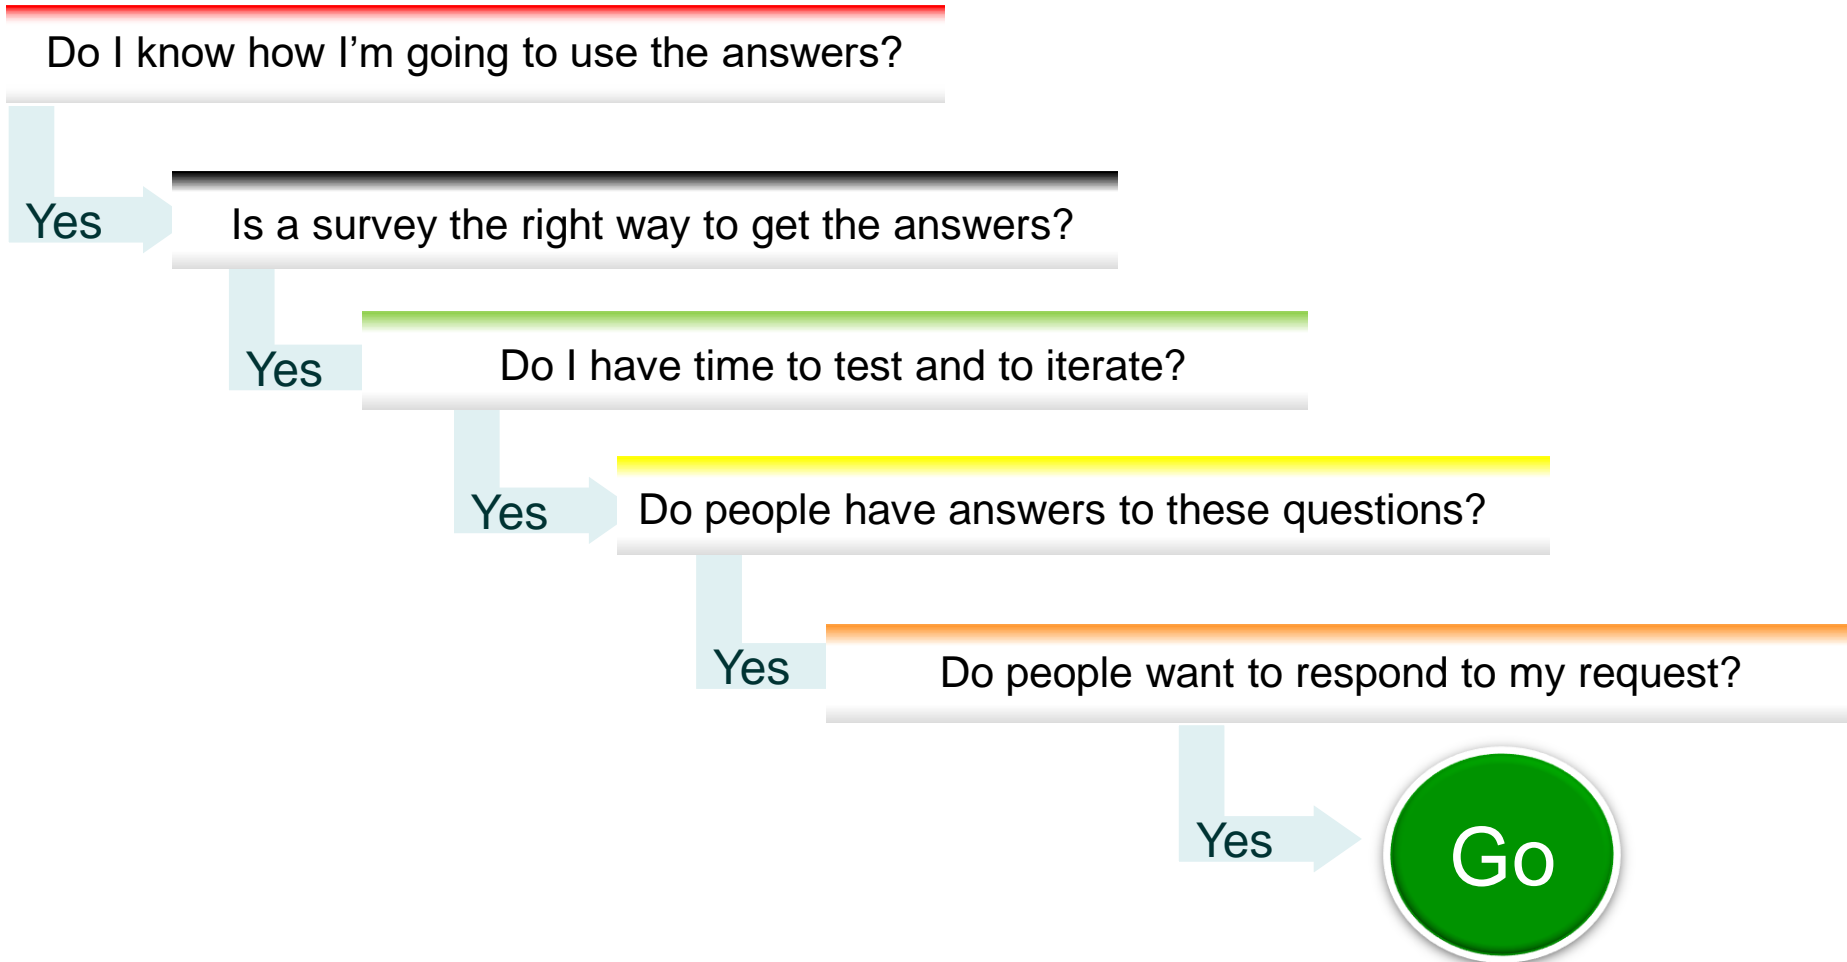 Do I know how I’m going to use the answers?
Yes
Is a survey the right way to get the answers?
Yes
Do I have time to test and to iterate?
Yes
Do people have answers to these questions?
Yes
Do people want to respond to my request?
Yes
Go